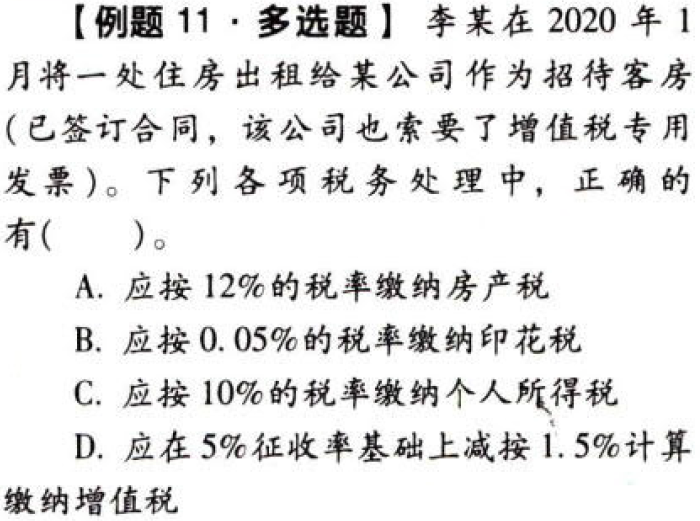 【例题 11·多选题】 李某在 2020 年 1
月将一处住房出租给某公司作为招待客房
(已签订合同，该公司也索要了增值税专用
发票)。下列各项税务处理中，正确的
有(  )。
A. 应按 12%的税率缴纳房产税
B. 应按 0.05%的税率缴纳印花税
C. 应按 10%的税率缴纳个人所得税
D. 应在 5%征收率基础上减按 1.5%计算
缴纳增值税